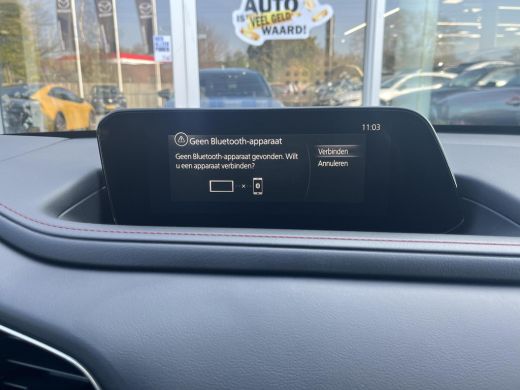 AUTO
IS VEEL GELD
WAARD!
11:03
Geen Bluetooth-apparaat
Geen Bluetooth-apparaat gevonden. Wilt
u een apparaat verbinden?
Verbinden
Annuleren